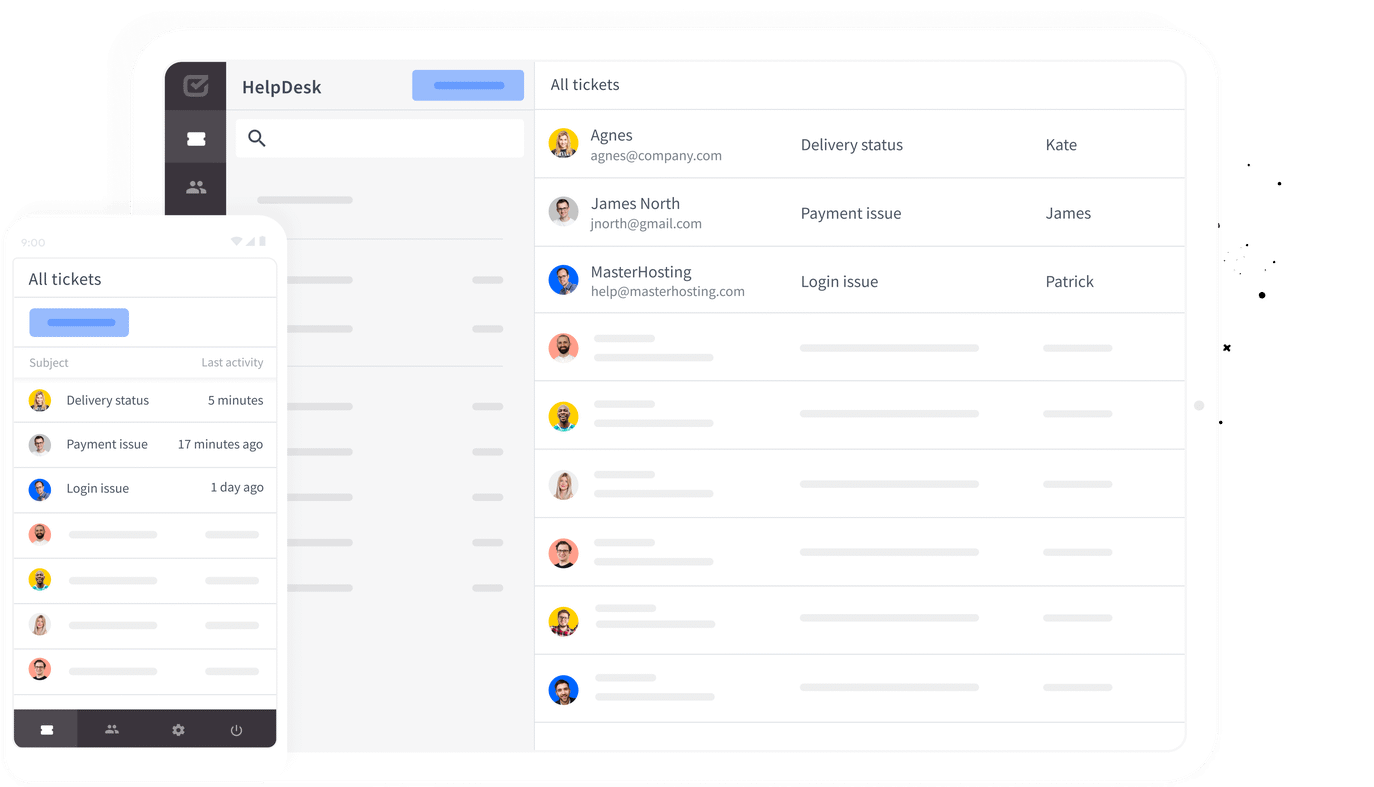 HelpDesk
All tickets
Agnes
agnes@company.com
Delivery status
Kate
James North
jnorth@gmail.com
Payment issue
James
MasterHosting
help@masterhosting.com
Login issue
Patrick
9:00
All tickets
Subject
Last activity
Delivery status
5 minutes
Payment issue
17 minutes ago
Login issue
1 day ago